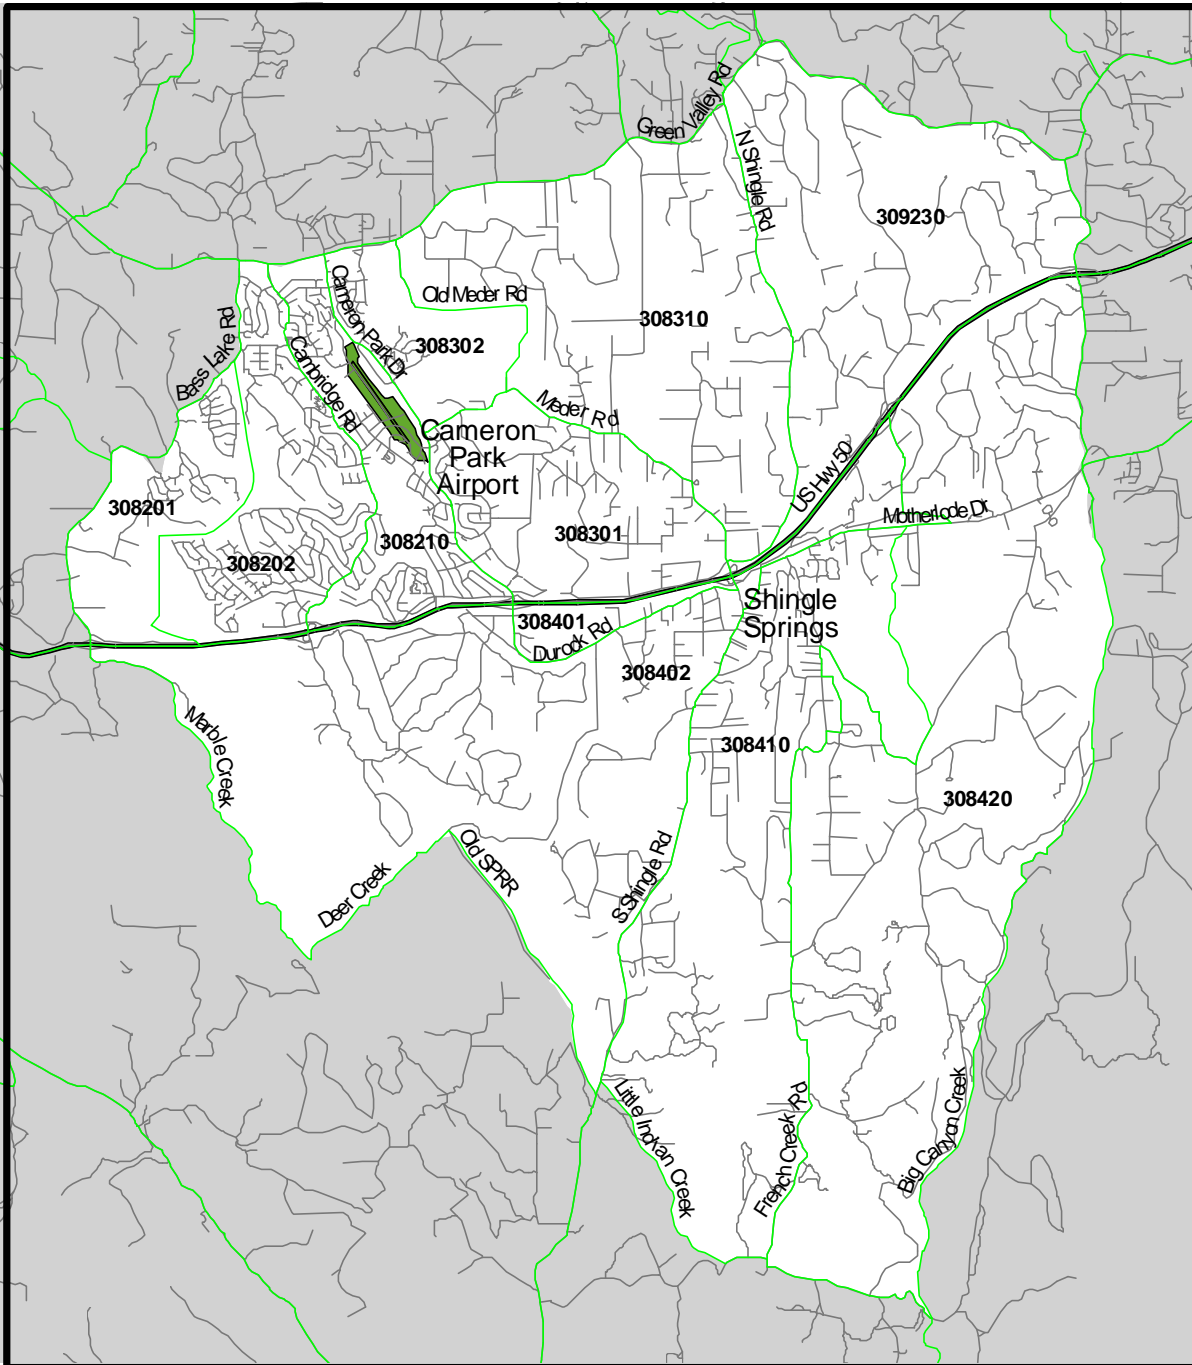 Green Valley Rd
N Shingle Rd
309230
Cameron Park Dr
Old Meder Rd
308310
Bass Lake Rd
308302
Cambridge Rd
Meder Rd
Cameron
Park
Airport
US Hwy 50
308201
Motherlode Dr
308301
308210
308202
Shingle
Springs
308401
Durock Rd
308402
Marble Creek
308410
308420
Old SPRR
S Shingle Rd
Deer Creek
Little Indian Creek
French Creek Rd
Big Canyon Creek